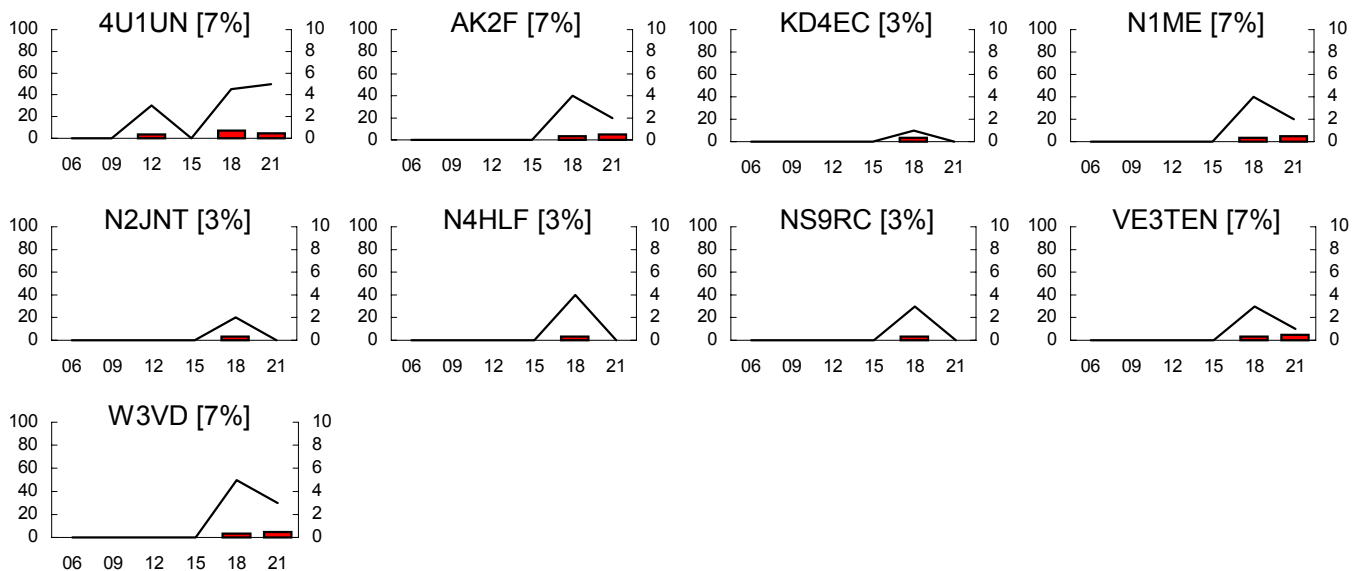 4U1UN [7%]
100 80 60 40 20 0
10 8 6 4 2 0
06 09 12 15 18 21
AK2F [7%]
100 80 60 40 20 0
10 8 6 4 2 0
06 09 12 15 18 21
KD4EC [3%]
100 80 60 40 20 0
10 8 6 4 2 0
06 09 12 15 18 21
N1ME [7%]
100 80 60 40 20 0
10 8 6 4 2 0
06 09 12 15 18 21
N2JNT [3%]
100 80 60 40 20 0
10 8 6 4 2 0
06 09 12 15 18 21
N4HLF [3%]
100 80 60 40 20 0
10 8 6 4 2 0
06 09 12 15 18 21
NS9RC [3%]
100 80 60 40 20 0
10 8 6 4 2 0
06 09 12 15 18 21
VE3TEN [7%]
100 80 60 40 20 0
10 8 6 4 2 0
06 09 12 15 18 21
W3VD [7%]
100 80 60 40 20 0
10 8 6 4 2 0
06 09 12 15 18 21